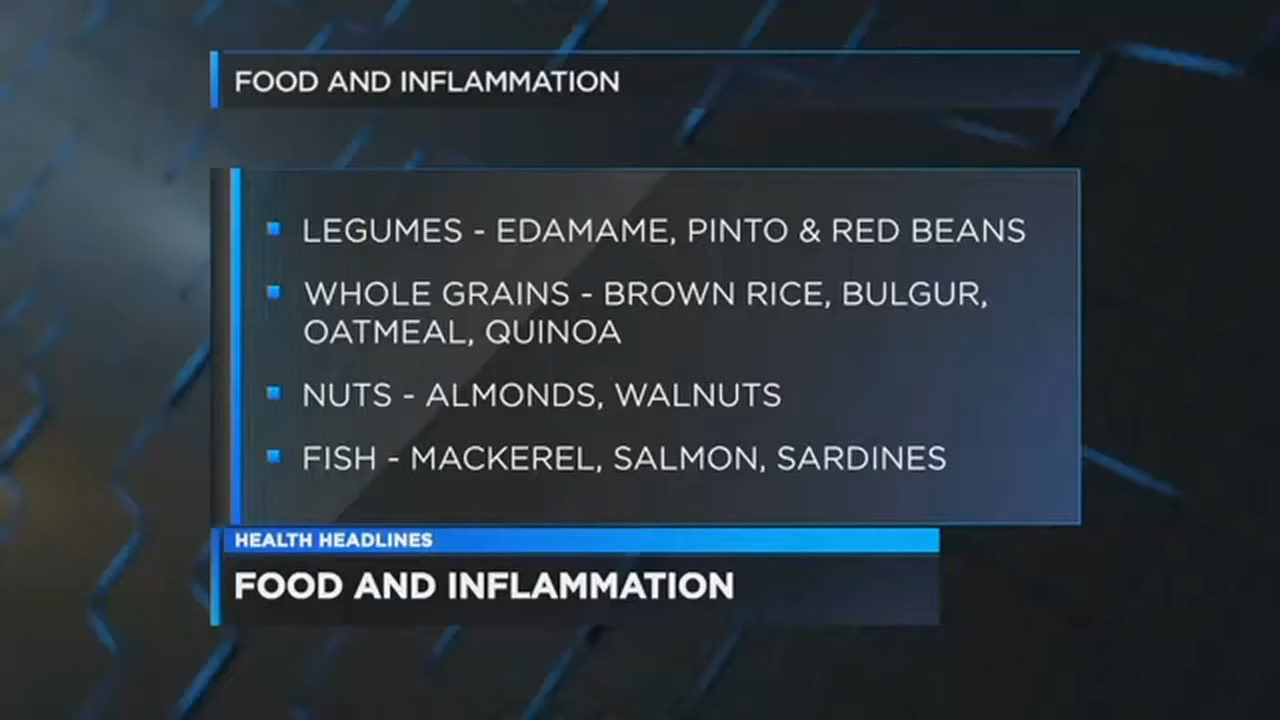 FOOD AND INFLAMMATION
LEGUMES - EDAMAME, PINTO & RED BEANS
WHOLE GRAINS - BROWN RICE, BULGUR,
OATMEAL, QUINOA
NUTS - ALMONDS, WALNUTS
FISH - MACKEREL, SALMON, SARDINES
HEALTH HEADLINES
FOOD AND INFLAMMATION